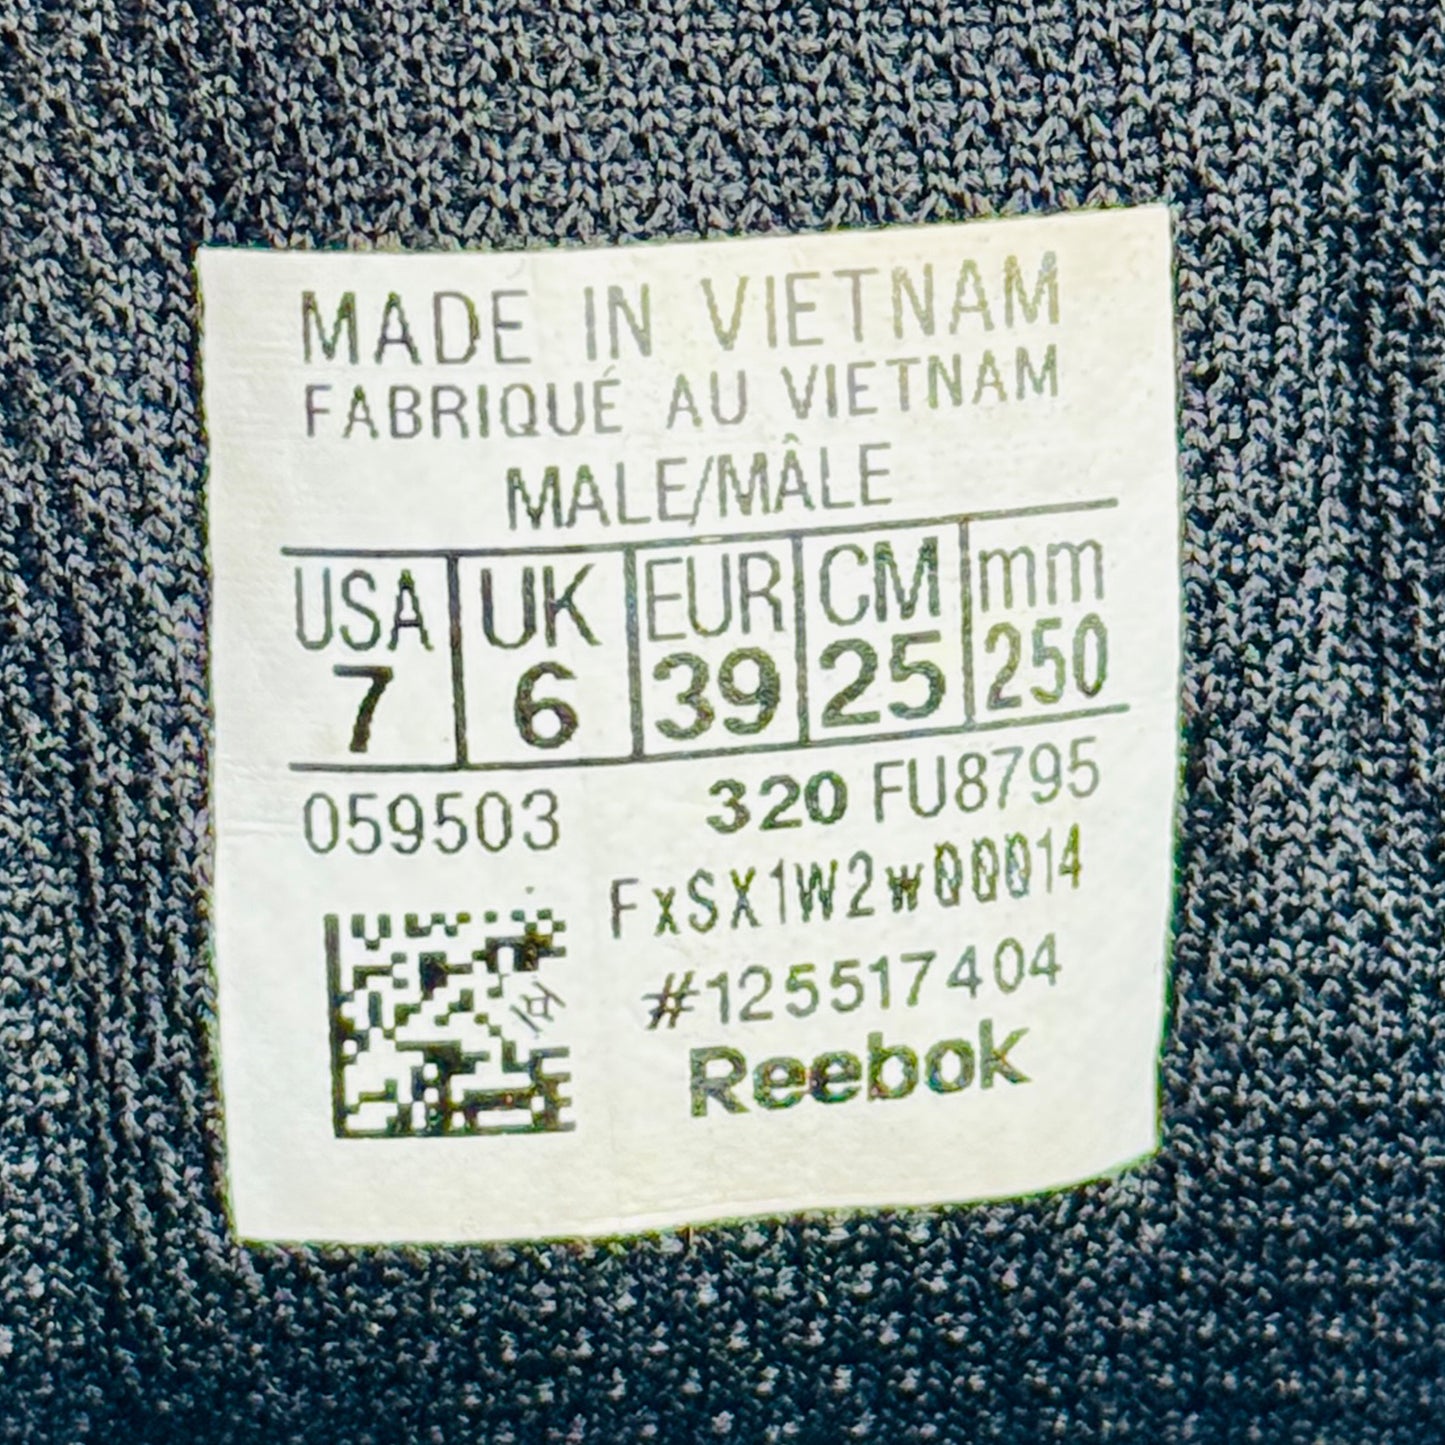 MADE IN VIETNAM
FABRIQUÉ AU VIETNAM
MALE/MÂLE
USA UK EUR CM mm
7 6 39 25 250
059503 320 FU8795
FxSX1W2w00014
#125517404
Reebok